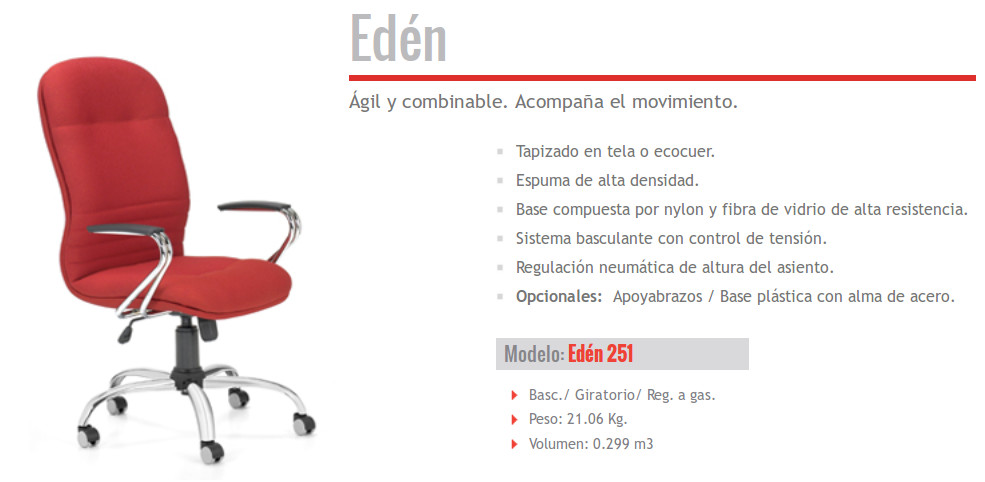 Edén
Ágil y combinable. Acompaña el movimiento.
Tapizado en tela o ecocuer.
Espuma de alta densidad.
Base compuesta por nylon y fibra de vidrio de alta resistencia.
Sistema basculante con control de tensión.
Regulación neumática de altura del asiento.
Opcionales: Apoyabrazos / Base plástica con alma de acero.
Modelo: Edén 251
Basc./ Giratorio/ Reg. a gas.
Peso: 21.06 Kg.
Volumen: 0.299 m3